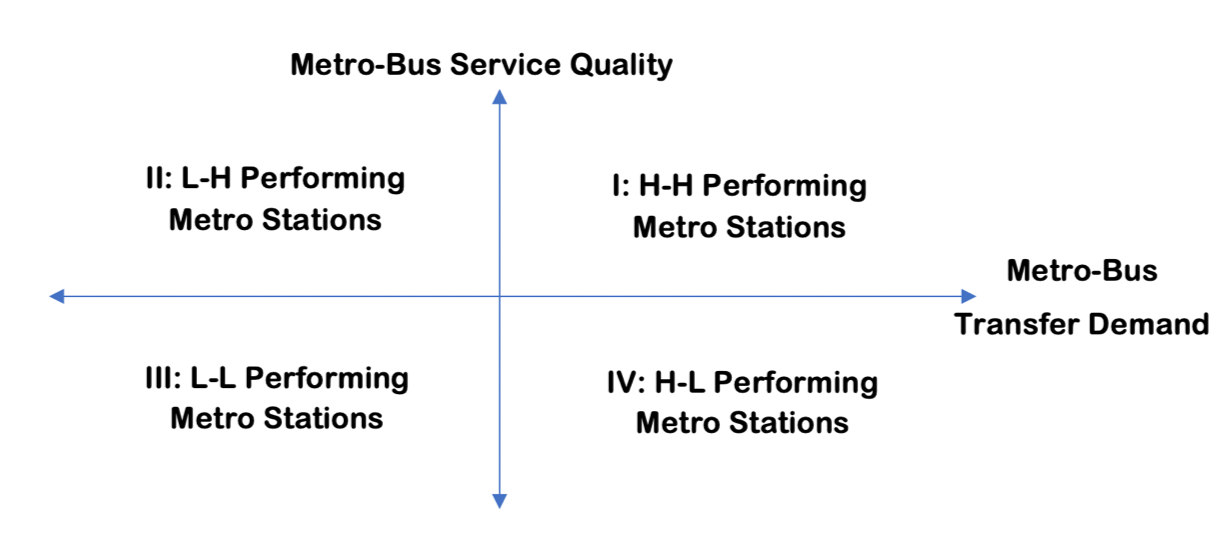 Metro-Bus Service Quality
II: L-H Performing
Metro Stations
I: H-H Performing
Metro Stations
Metro-Bus
Transfer Demand
III: L-L Performing
Metro Stations
IV: H-L Performing
Metro Stations